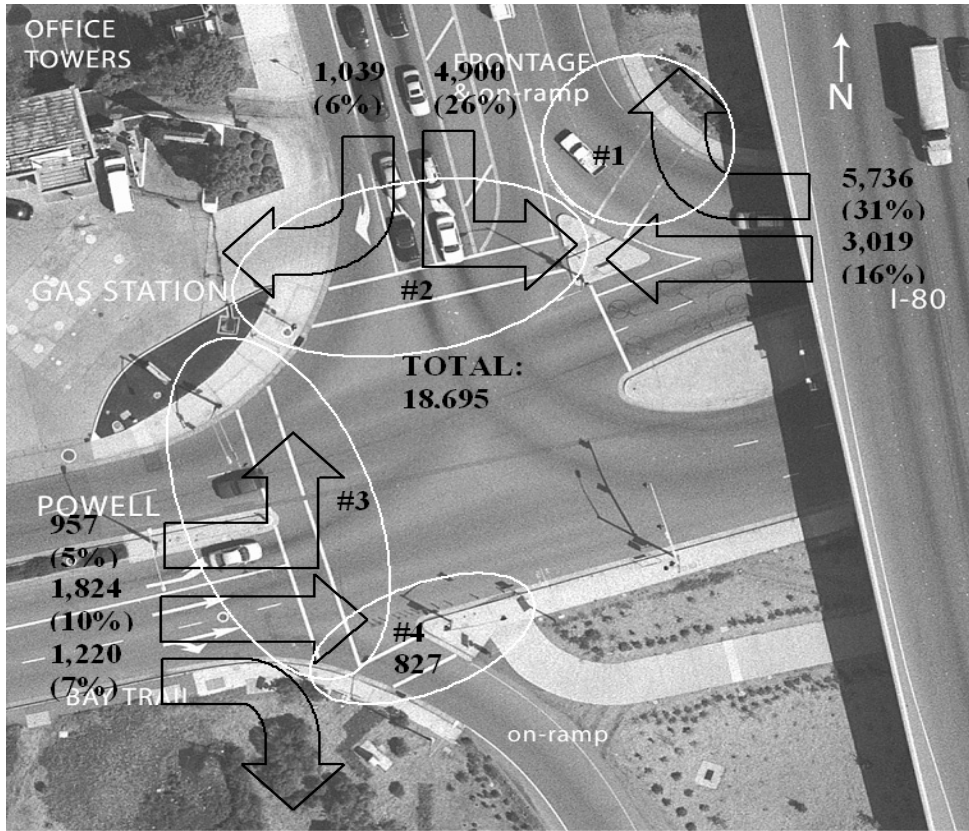 OFFICE
TOWERS
1,039
(6%)
4,900
(26%)
FRONTAGE
& on-ramp
N
#1
5,736
(31%)
3,019
(16%)
I-80
GAS STATION
#2
TOTAL:
18,695
POWELL
957
(5%)
#3
1,824
(10%)
1,220
(7%)
BAY TRAIL
#4
827
on-ramp